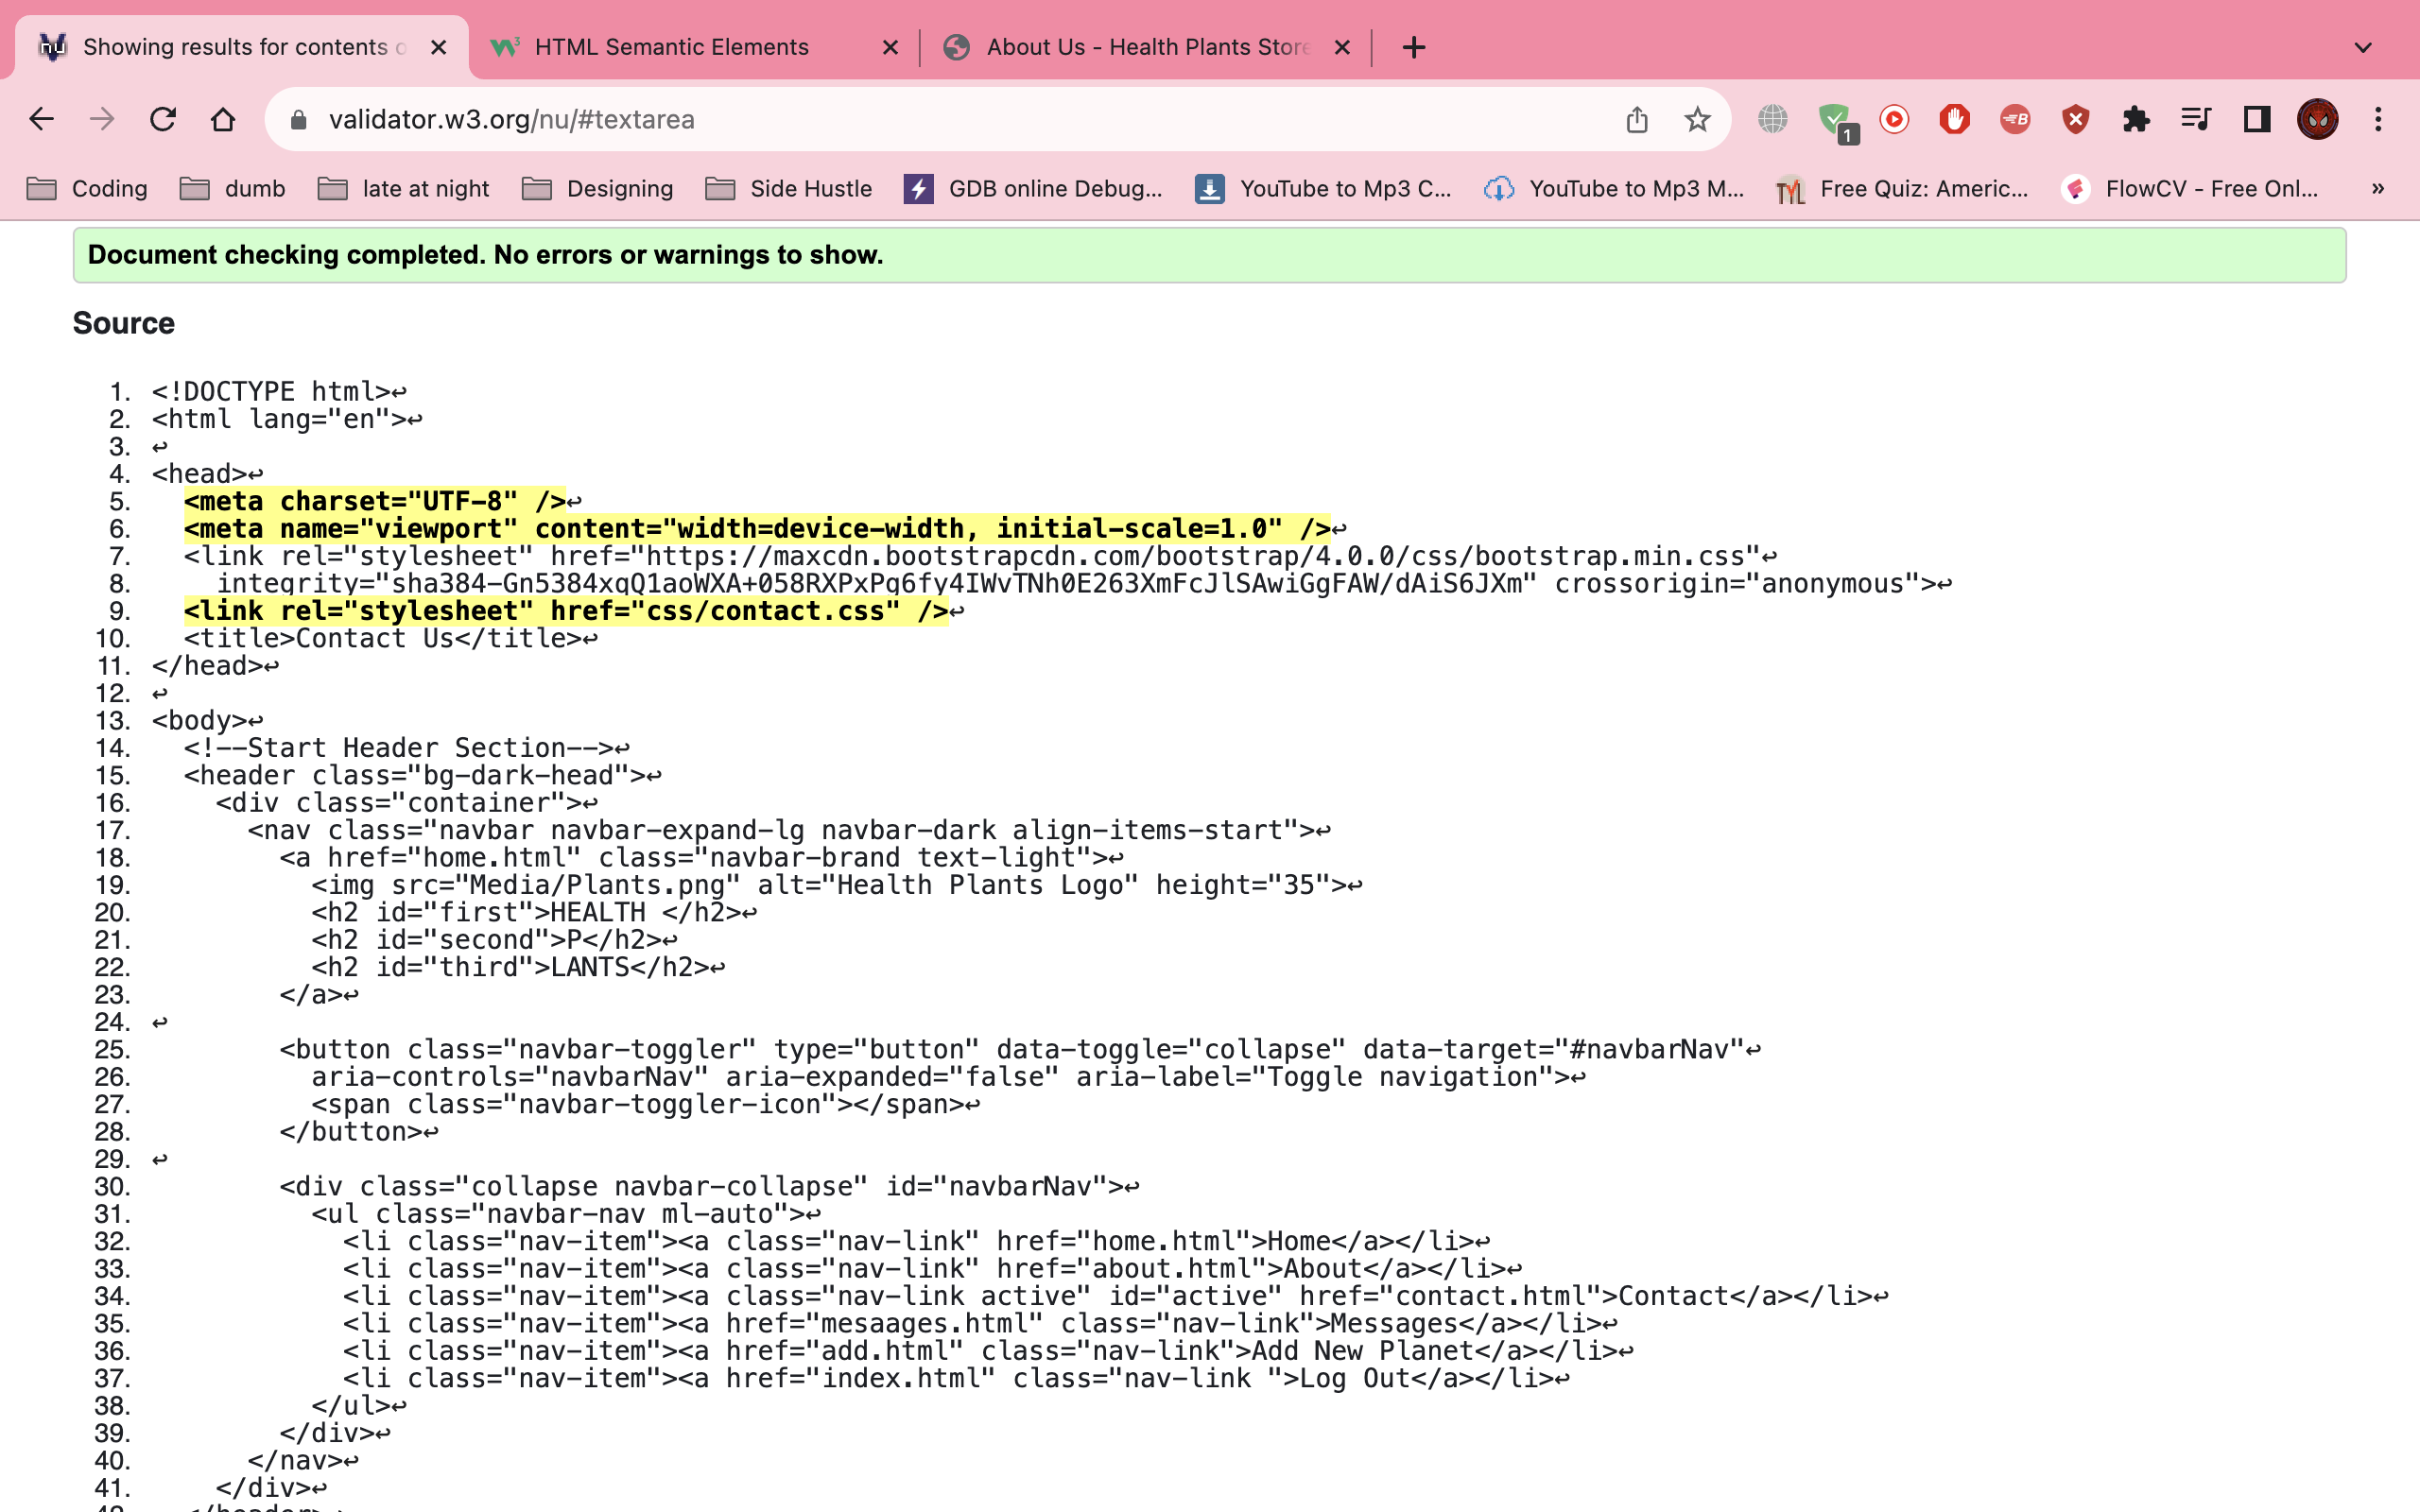 Showing results for contents o
HTML Semantic Elements
About Us - Health Plants Store
validator.w3.org/nu/#textarea
1
Coding
dumb
late at night
Designing
Side Hustle
GDB online Debug...
YouTube to Mp3 C...
YouTube to Mp3 M...
Free Quiz: Americ...
FlowCV - Free Onl...
»
Document checking completed. No errors or warnings to show.
Source
1. <!DOCTYPE html>↩
2. <html lang="en">↩
3. ↩
4. <head>↩
5. <meta charset="UTF-8" />↩
6. <meta name="viewport" content="width=device-width, initial-scale=1.0" />↩
7. <link rel="stylesheet" href="https://maxcdn.bootstrapcdn.com/bootstrap/4.0.0/css/bootstrap.min.css"↩
8. integrity="sha384-Gn5384xqQ1aoWXA+058RXPxPg6fy4IWvTNh0E263XmFcJlSAwiGgFAW/dAiS6JXm" crossorigin="anonymous">↩
9. <link rel="stylesheet" href="css/contact.css" />↩
10. <title>Contact Us</title>↩
11. </head>↩
12. ↩
13. <body>↩
14. <!--Start Header Section-->↩
15. <header class="bg-dark-head">↩
16. <div class="container">↩
17. <nav class="navbar navbar-expand-lg navbar-dark align-items-start">↩
18. <a href="home.html" class="navbar-brand text-light">↩
19. <img src="Media/Plants.png" alt="Health Plants Logo" height="35">↩
20. <h2 id="first">HEALTH </h2>↩
21. <h2 id="second">P</h2>↩
22. <h2 id="third">LANTS</h2>↩
23. </a>↩
24. ↩
25. <button class="navbar-toggler" type="button" data-toggle="collapse" data-target="#navbarNav"↩
26. aria-controls="navbarNav" aria-expanded="false" aria-label="Toggle navigation">↩
27. <span class="navbar-toggler-icon"></span>↩
28. </button>↩
29. ↩
30. <div class="collapse navbar-collapse" id="navbarNav">↩
31. <ul class="navbar-nav ml-auto">↩
32. <li class="nav-item"><a class="nav-link" href="home.html">Home</a></li>↩
33. <li class="nav-item"><a class="nav-link" href="about.html">About</a></li>↩
34. <li class="nav-item"><a class="nav-link active" id="active" href="contact.html">Contact</a></li>↩
35. <li class="nav-item"><a href="mesaages.html" class="nav-link">Messages</a></li>↩
36. <li class="nav-item"><a href="add.html" class="nav-link">Add New Planet</a></li>↩
37. <li class="nav-item"><a href="index.html" class="nav-link ">Log Out</a></li>↩
38. </ul>↩
39. </div>↩
40. </nav>↩
41. </div>↩